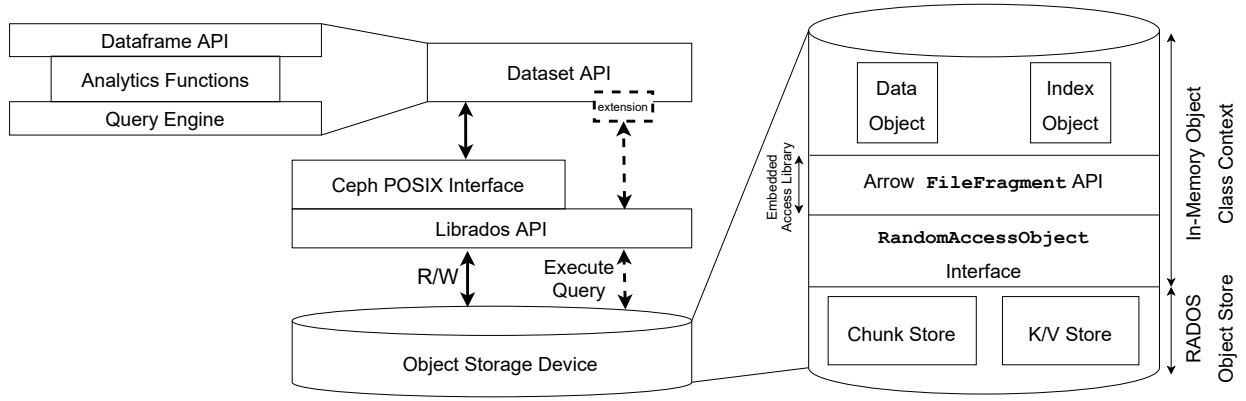 Dataframe API
Analytics Functions
Query Engine
Dataset API
extension
Ceph POSIX Interface
Librados API
R/W
Execute
Query
Object Storage Device
Data
Object
Index
Object
Embedded
Access Library
Arrow FileFragment API
RandomAccessObject
Interface
Chunk Store
K/V Store
In-Memory Object
Class Context
RADOS
Object Store